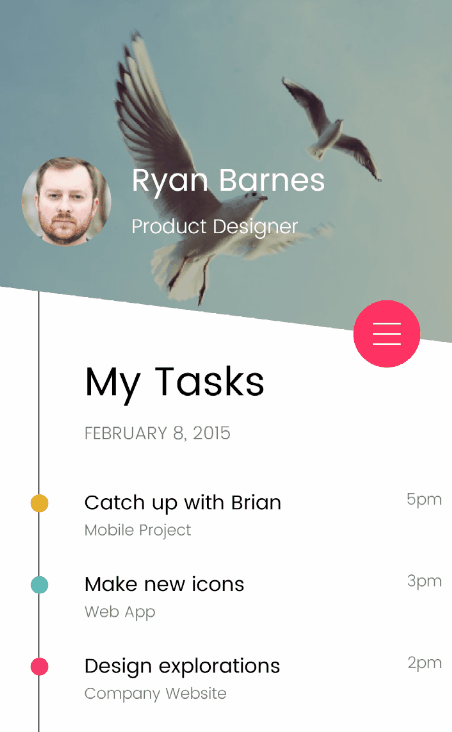 Ryan Barnes
Product Designer
My Tasks
FEBRUARY 8, 2015
Catch up with Brian 5pm
Mobile Project
Make new icons 3pm
Web App
Design explorations 2pm
Company Website